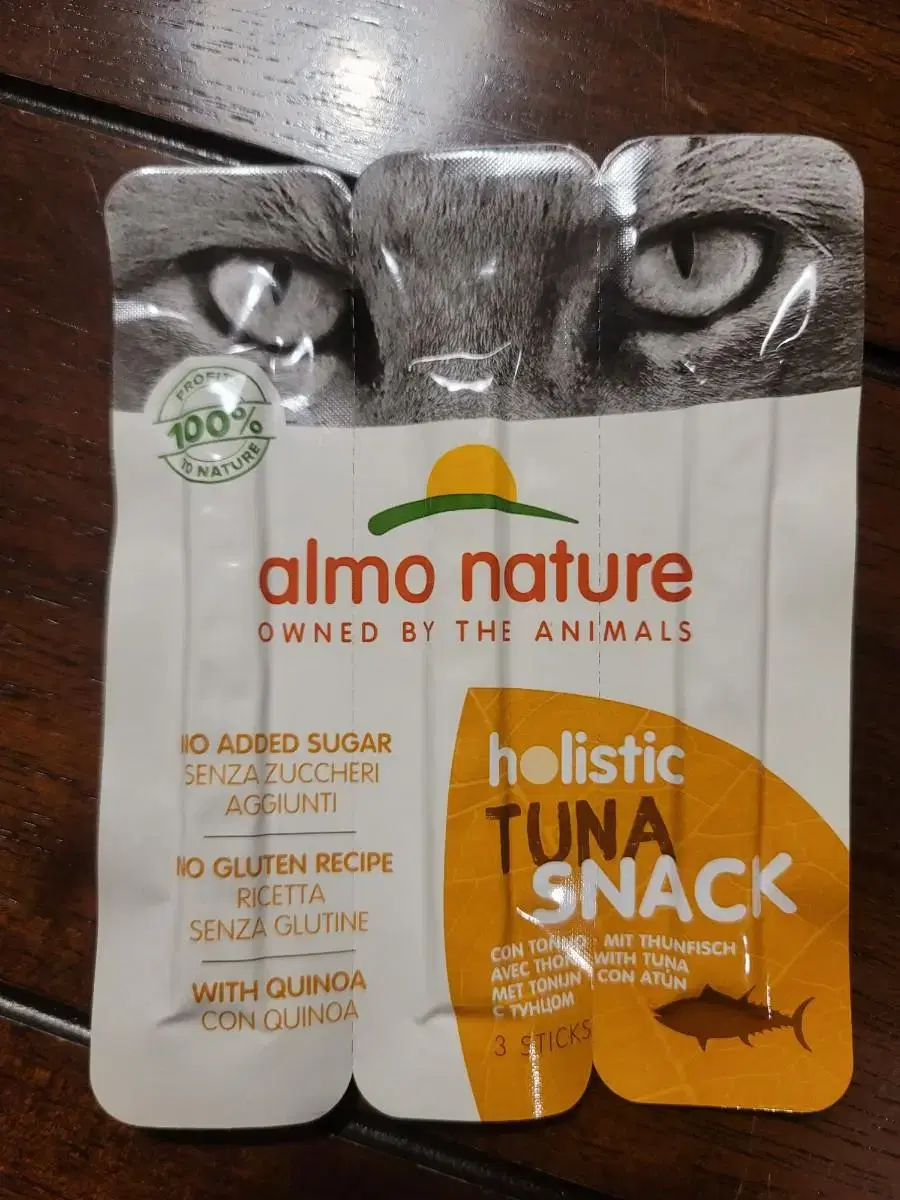 PROFIT
100%
TO NATURE
almo nature
OWNED BY THE ANIMALS
NO ADDED SUGAR
SENZA ZUCCHERI
AGGIUNTI
NO GLUTEN RECIPE
RICETTA
SENZA GLUTINE
WITH QUINOA
CON QUINOA
holistic
TUNA
SNACK
CON TONNO MIT THUNFISCH
AVEC THON WITH TUNA
MET TONIJN CON ATÚN
С ТУНЦОМ
3 STICKS